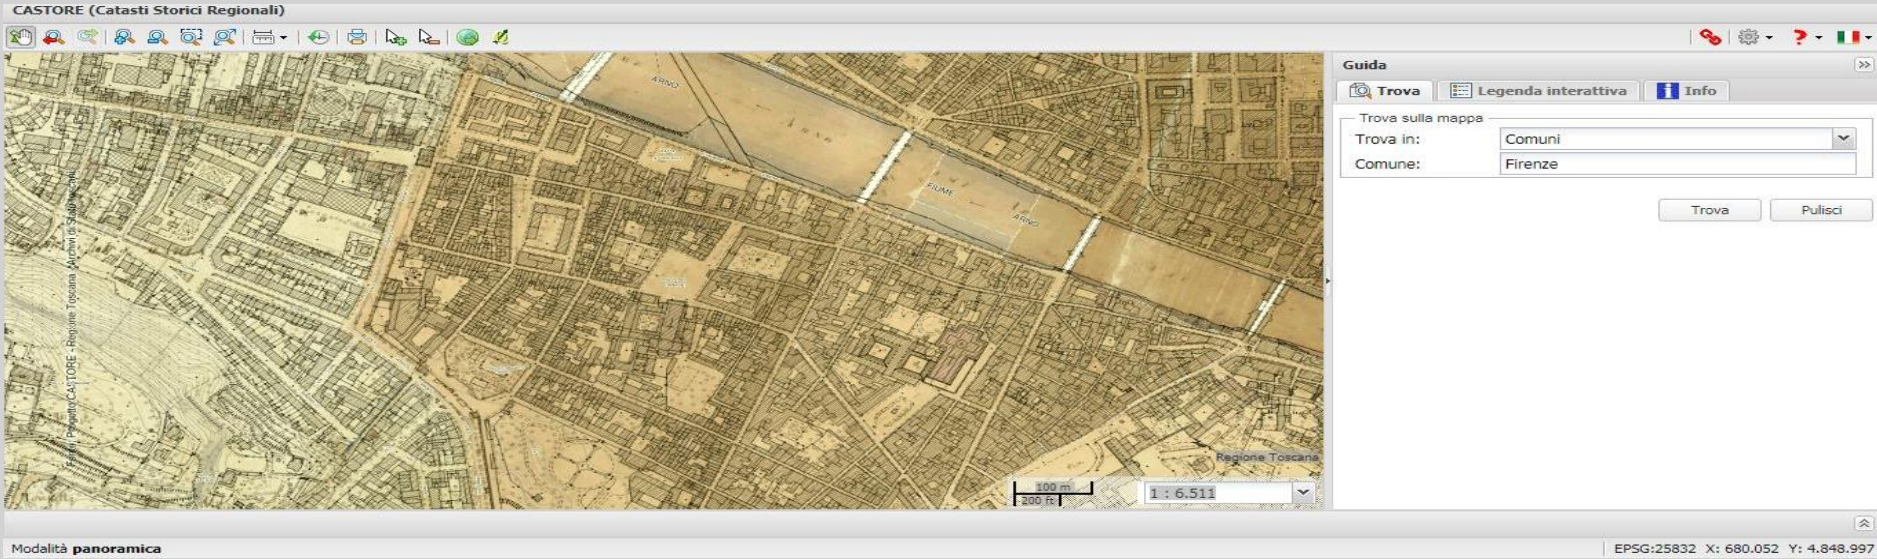 CASTORE (Catasti Storici Regionali)
Guida
Trova
Legenda interattiva
Info
Trova sulla mappa
Trova in:
Comuni
Comune:
Firenze
Trova
Pulisci
ARNO
ARNO
FIUME
ARNO
Regione Toscana
100 m
200 ft
1 : 6.511
Modalità panoramica
EPSG:25832 X: 680.052 Y: 4.848.997